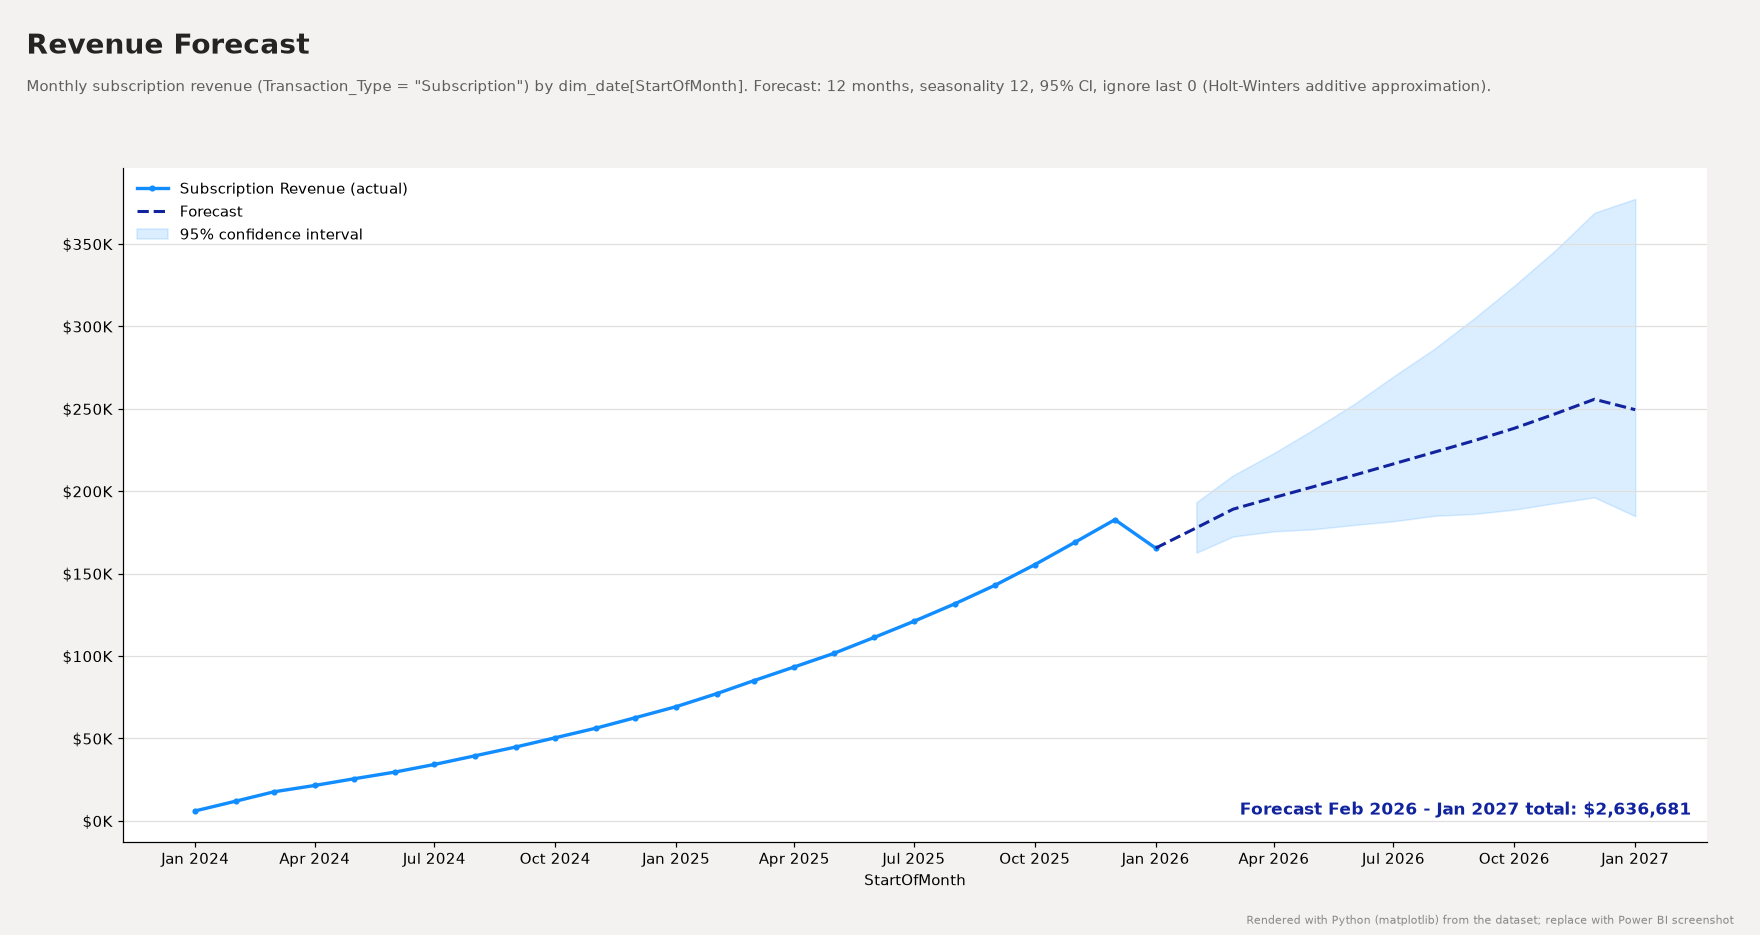 Revenue Forecast
Monthly subscription revenue (Transaction_Type = "Subscription") by dim_date[StartOfMonth]. Forecast: 12 months, seasonality 12, 95% CI, ignore last 0 (Holt-Winters additive approximation).
Subscription Revenue (actual)
Forecast
95% confidence interval
$350K
$300K
$250K
$200K
$150K
$100K
$50K
$0K
Forecast Feb 2026 - Jan 2027 total: $2,636,681
Jan 2024 Apr 2024 Jul 2024 Oct 2024 Jan 2025 Apr 2025 Jul 2025 Oct 2025 Jan 2026 Apr 2026 Jul 2026 Oct 2026 Jan 2027
StartOfMonth
Rendered with Python (matplotlib) from the dataset; replace with Power BI screenshot